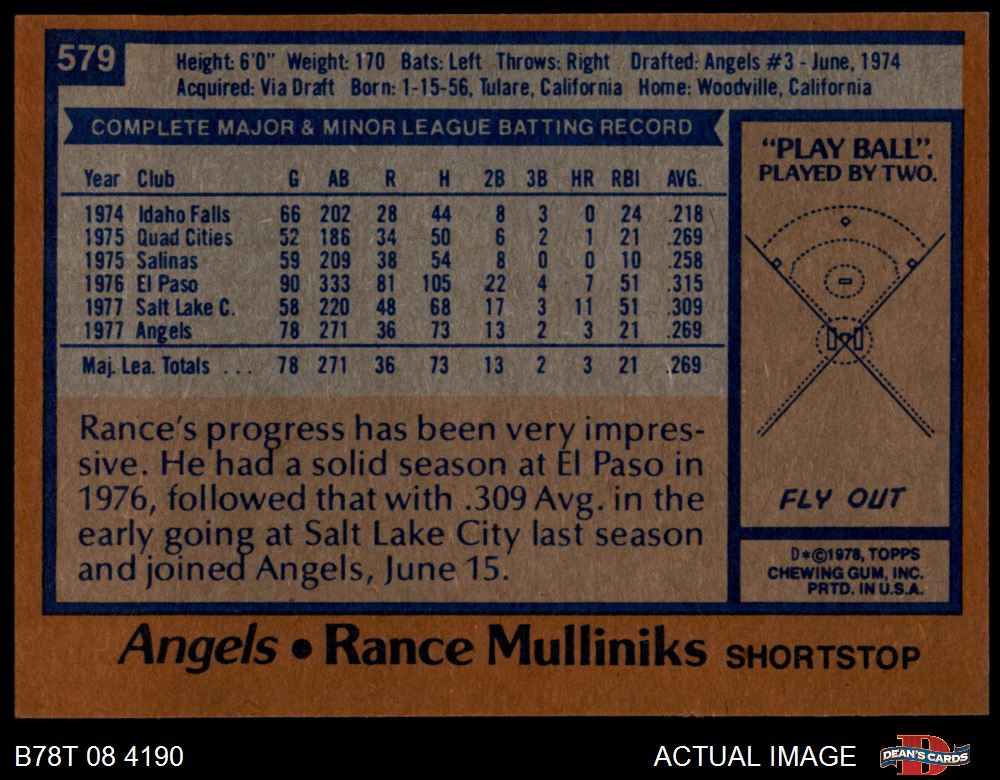 579
Height: 6'0" Weight: 170 Bats: Left Throws: Right Drafted: Angels #3 - June, 1974
Acquired: Via Draft Born: 1-15-56, Tulare, California Home: Woodville, California
COMPLETE MAJOR & MINOR LEAGUE BATTING RECORD
Year Club G AB R H 2B 3B HR RBI AVG.
1974 Idaho Falls 66 202 28 44 8 3 0 24 .218
1975 Quad Cities 52 186 34 50 6 2 1 21 .269
1975 Salinas 59 209 38 54 8 0 0 10 .258
1976 El Paso 90 333 81 105 22 4 7 51 .315
1977 Salt Lake C. 58 220 48 68 17 3 11 51 .309
1977 Angels 78 271 36 73 13 2 3 21 .269
Maj. Lea. Totals . . . 78 271 36 73 13 2 3 21 .269
Rance's progress has been very impres-
sive. He had a solid season at El Paso in
1976, followed that with .309 Avg. in the
early going at Salt Lake City last season
and joined Angels, June 15.
"PLAY BALL".
PLAYED BY TWO.
FLY OUT
D*©1978, TOPPS
CHEWING GUM, INC.
PRTD. IN U.S.A.
Angels • Rance Mulliniks SHORTSTOP
B78T 08 4190
ACTUAL IMAGE
DEAN'S CARDS